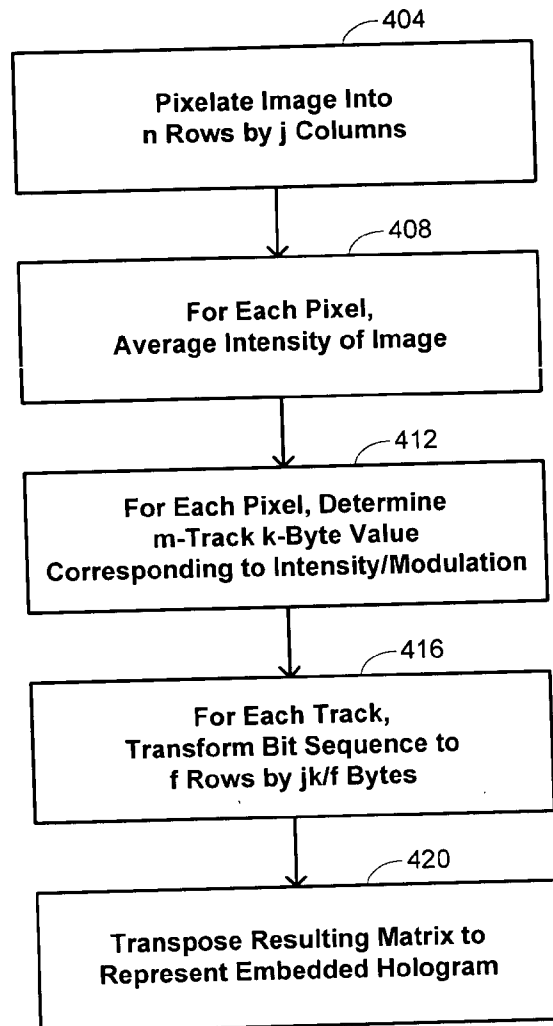 404
Pixelate Image Into
n Rows by j Columns
408
For Each Pixel,
Average Intensity of Image
412
For Each Pixel, Determine
m-Track k-Byte Value
Corresponding to Intensity/Modulation
416
For Each Track,
Transform Bit Sequence to
f Rows by jk/f Bytes
420
Transpose Resulting Matrix to
Represent Embedded Hologram